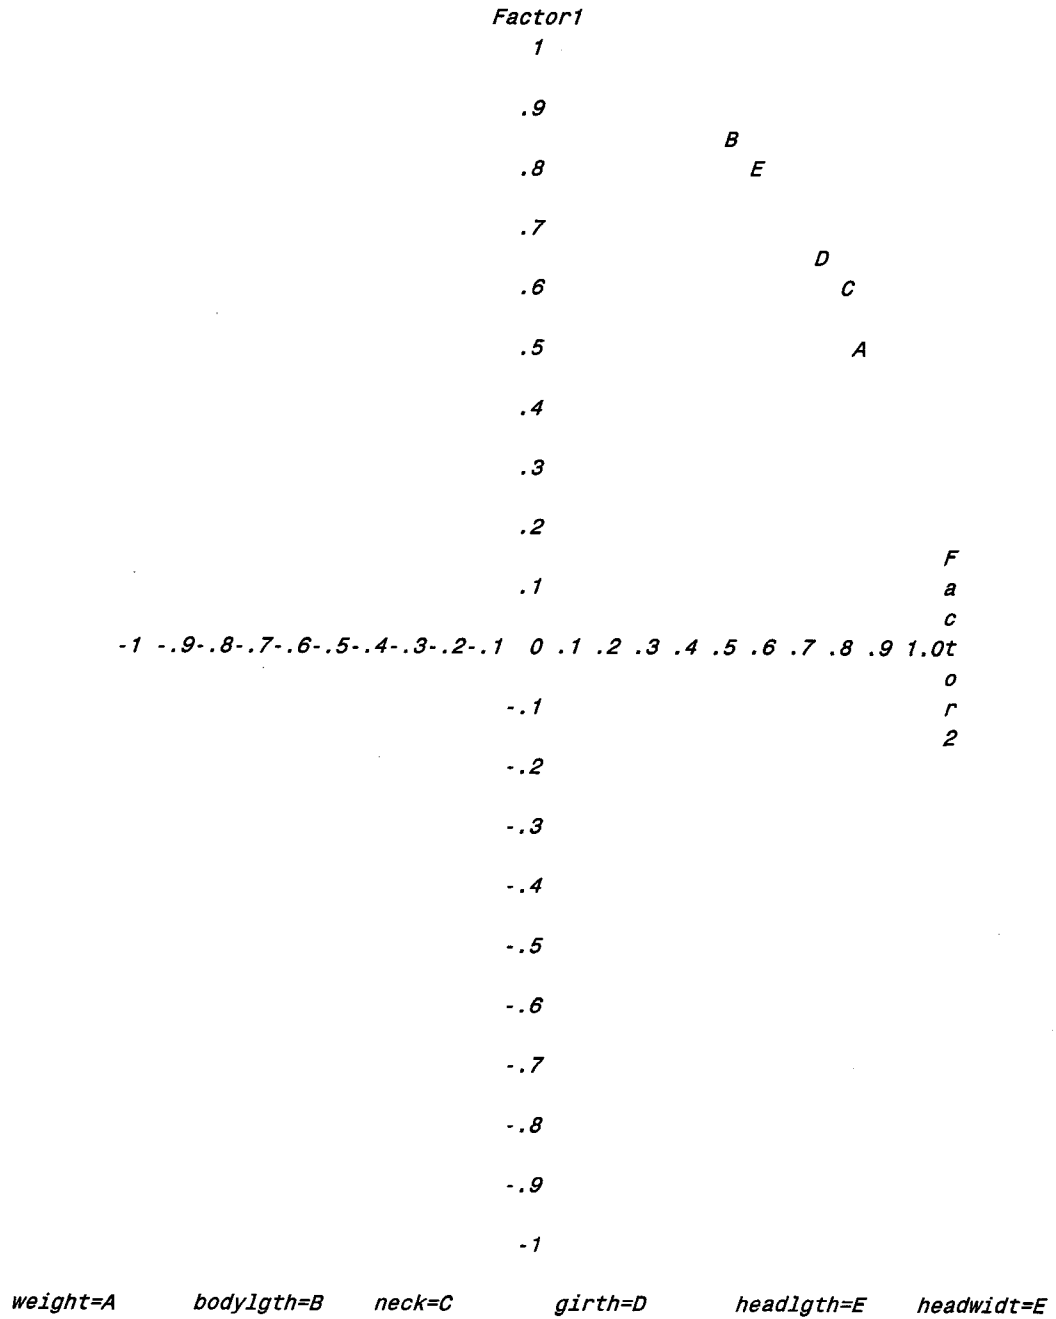 Factor1
1
.9
B
.8 E
.7
D
.6 C
.5 A
.4
.3
.2
F
.1 a
c
-1 -.9-.8-.7-.6-.5-.4-.3-.2-.1 0 .1 .2 .3 .4 .5 .6 .7 .8 .9 1.0t
o
-.1 r
2
-.2
-.3
-.4
-.5
-.6
-.7
-.8
-.9
-1
weight=A bodylgth=B neck=C girth=D headlgth=E headwidt=E